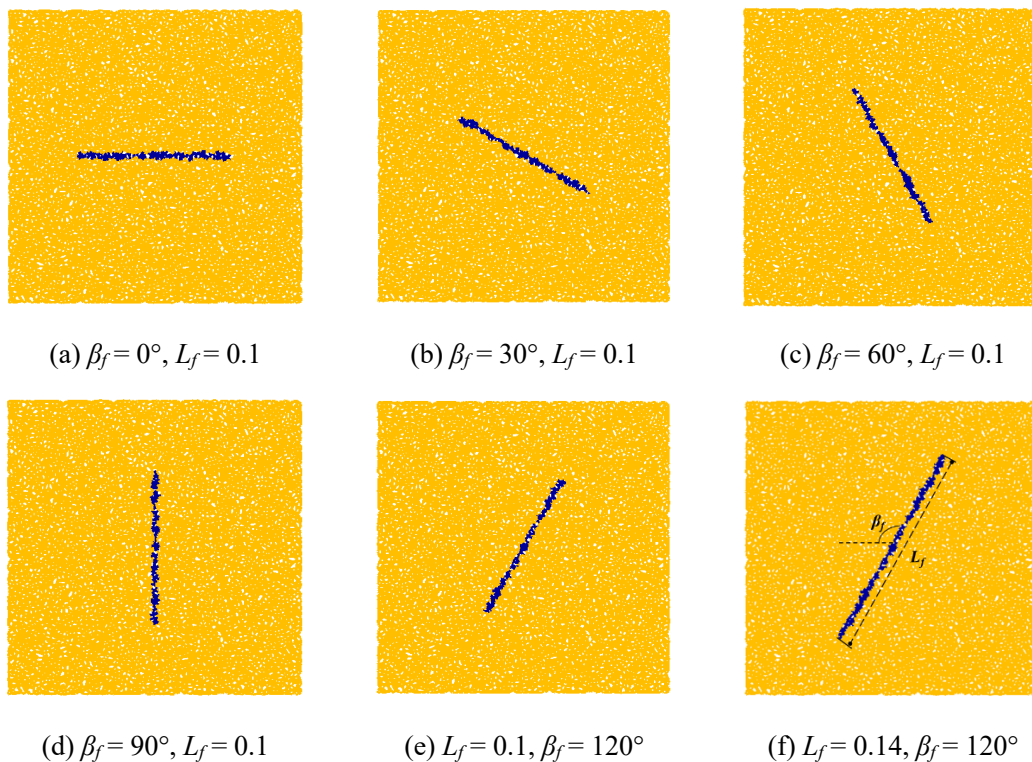 (a) βf = 0°, Lf = 0.1
(b) βf = 30°, Lf = 0.1
(c) βf = 60°, Lf = 0.1
βf
Lf
(d) βf = 90°, Lf = 0.1
(e) Lf = 0.1, βf = 120°
(f) Lf = 0.14, βf = 120°